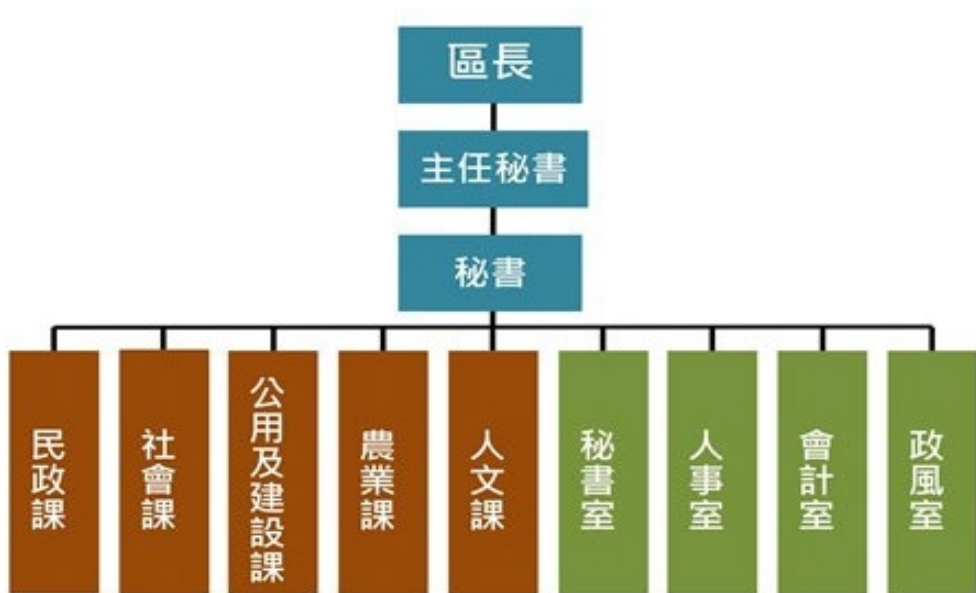 區長
主任秘書
秘書
民政課
社會課
公用及建設課
農業課
人文課
秘書室
人事室
會計室
政風室